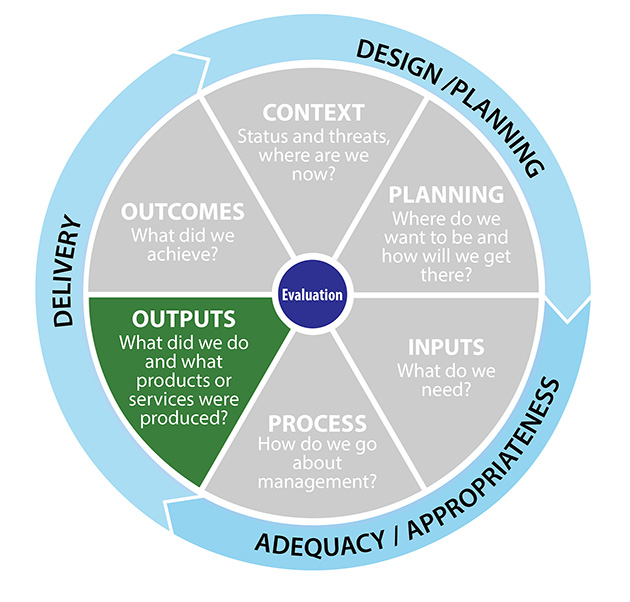 DESIGN /PLANNING
CONTEXT
Status and threats,
where are we
now?
PLANNING
Where do we
want to be and
how will we get
there?
INPUTS
What do we
need?
ADEQUACY / APPROPRIATENESS
PROCESS
How do we go
about
management?
OUTPUTS
What did we do
and what
products or
services were
produced?
DELIVERY
OUTCOMES
What did we
achieve?
Evaluation